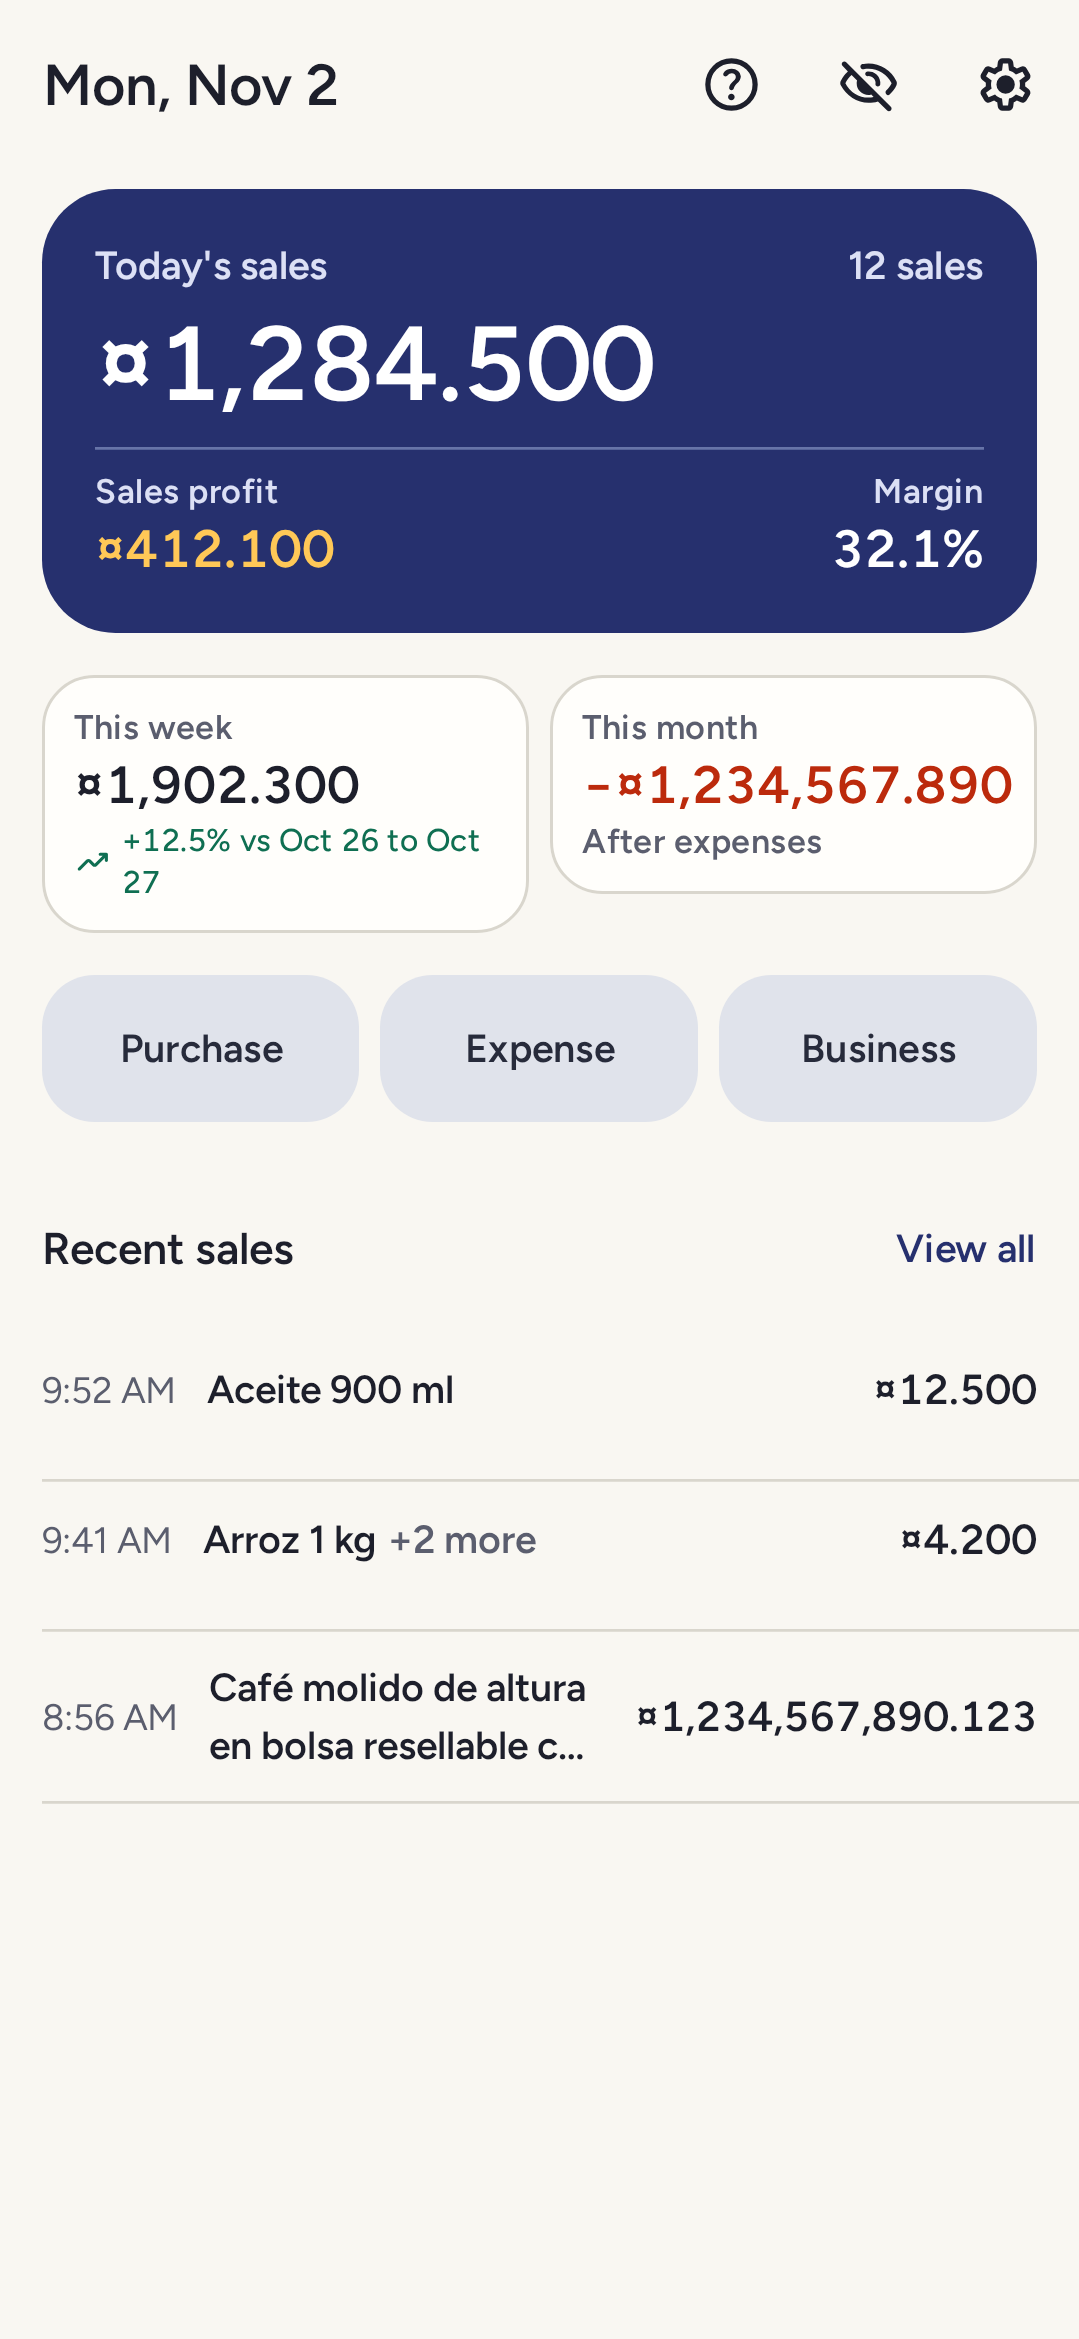 Mon, Nov 2
Today's sales
12 sales
¤1,284.500
Sales profit
Margin
¤412.100
32.1%
This week
¤1,902.300
+12.5% vs Oct 26 to Oct
27
This month
−¤1,234,567.890
After expenses
Purchase
Expense
Business
Recent sales
View all
9:52 AM Aceite 900 ml ¤12.500
9:41 AM Arroz 1 kg +2 more ¤4.200
8:56 AM Café molido de altura
en bolsa resellable c...
¤1,234,567,890.123